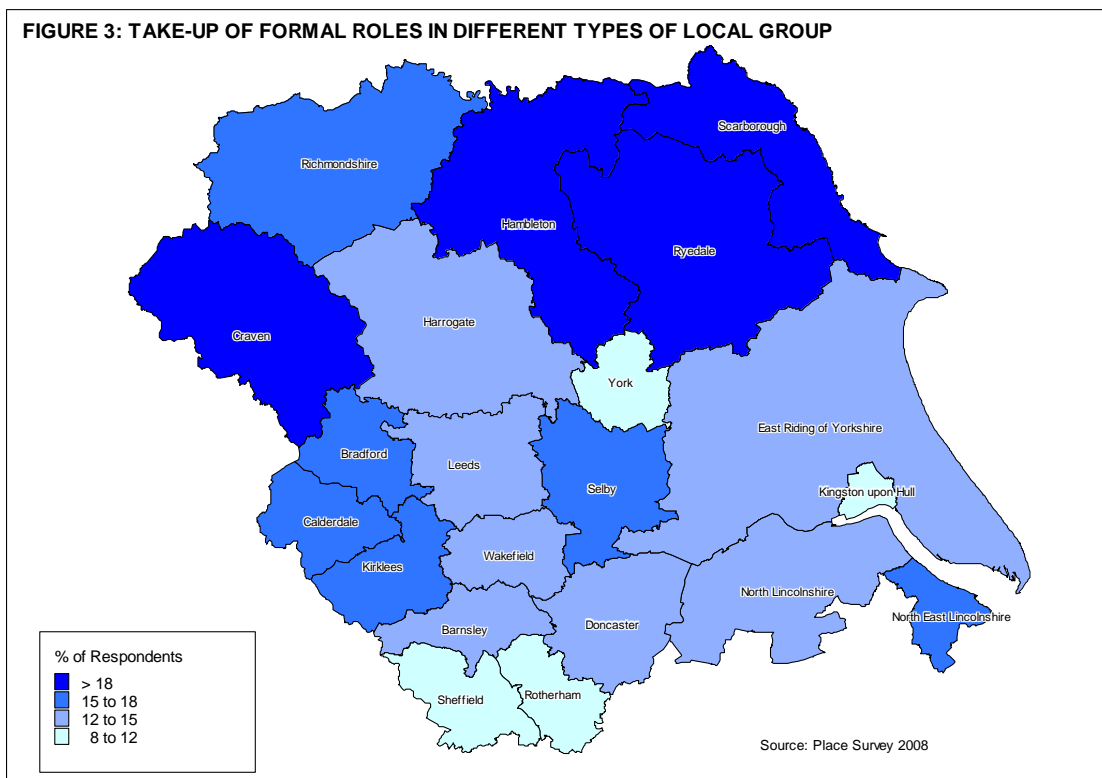 FIGURE 3: TAKE-UP OF FORMAL ROLES IN DIFFERENT TYPES OF LOCAL GROUP
Scarborough
Richmondshire
Hambleton
Ryedale
Harrogate
Craven
York
East Riding of Yorkshire
Bradford
Leeds
Selby
Kingston upon Hull
Calderdale
Wakefield
Kirklees
North Lincolnshire
North East Lincolnshire
Doncaster
Barnsley
Sheffield
Rotherham
% of Respondents
> 18
15 to 18
12 to 15
8 to 12
Source: Place Survey 2008